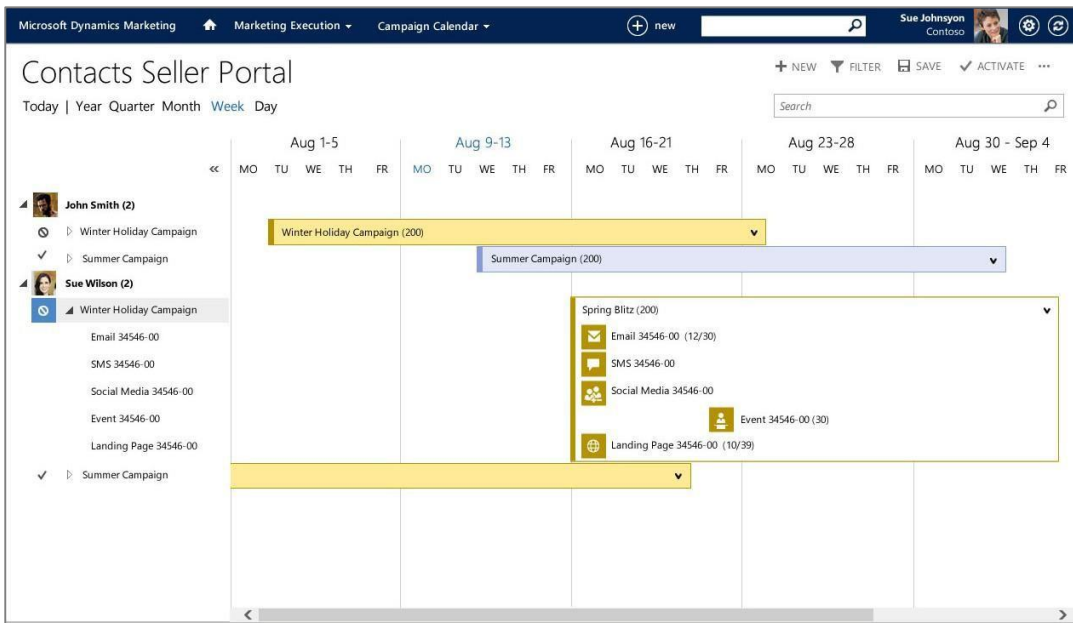 Microsoft Dynamics Marketing Marketing Execution Campaign Calendar new Sue Johnsyon
Contoso
Contacts Seller Portal
NEW FILTER SAVE ACTIVATE ...
Today | Year Quarter Month Week Day
Search
Aug 1-5 Aug 9-13 Aug 16-21 Aug 23-28 Aug 30 - Sep 4
« MO TU WE TH FR MO TU WE TH FR MO TU WE TH FR MO TU WE TH FR MO TU WE TH FR
John Smith (2)
Winter Holiday Campaign Winter Holiday Campaign (200)
Summer Campaign Summer Campaign (200)
Sue Wilson (2)
Winter Holiday Campaign Spring Blitz (200)
Email 34546-00 Email 34546-00 (12/30)
SMS 34546-00 SMS 34546-00
Social Media 34546-00 Social Media 34546-00
Event 34546-00 Event 34546-00 (30)
Landing Page 34546-00 Landing Page 34546-00 (10/39)
Summer Campaign